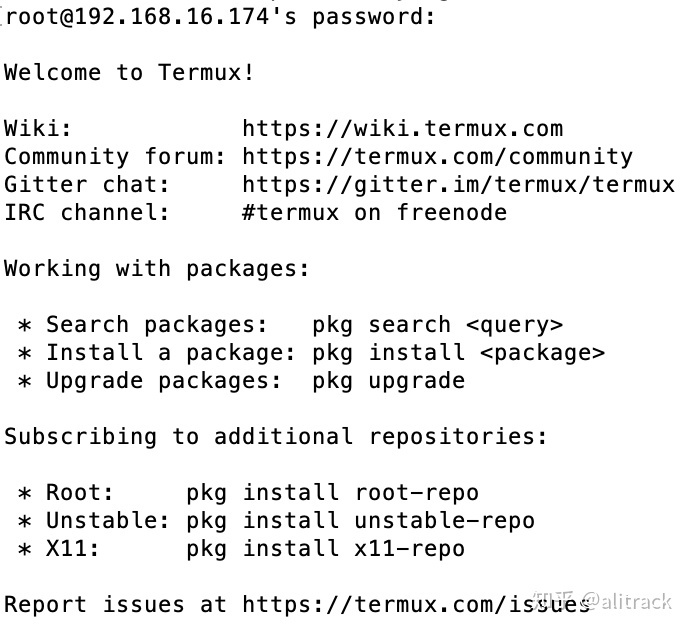 root@192.168.16.174's password:
Welcome to Termux!
Wiki:            https://wiki.termux.com
Community forum: https://termux.com/community
Gitter chat:     https://gitter.im/termux/termux
IRC channel:     #termux on freenode
Working with packages:
 * Search packages:   pkg search <query>
 * Install a package: pkg install <package>
 * Upgrade packages:  pkg upgrade
Subscribing to additional repositories:
 * Root:     pkg install root-repo
 * Unstable: pkg install unstable-repo
 * X11:      pkg install x11-repo
Report issues at https://termux.com/issues
知乎 @alitrack